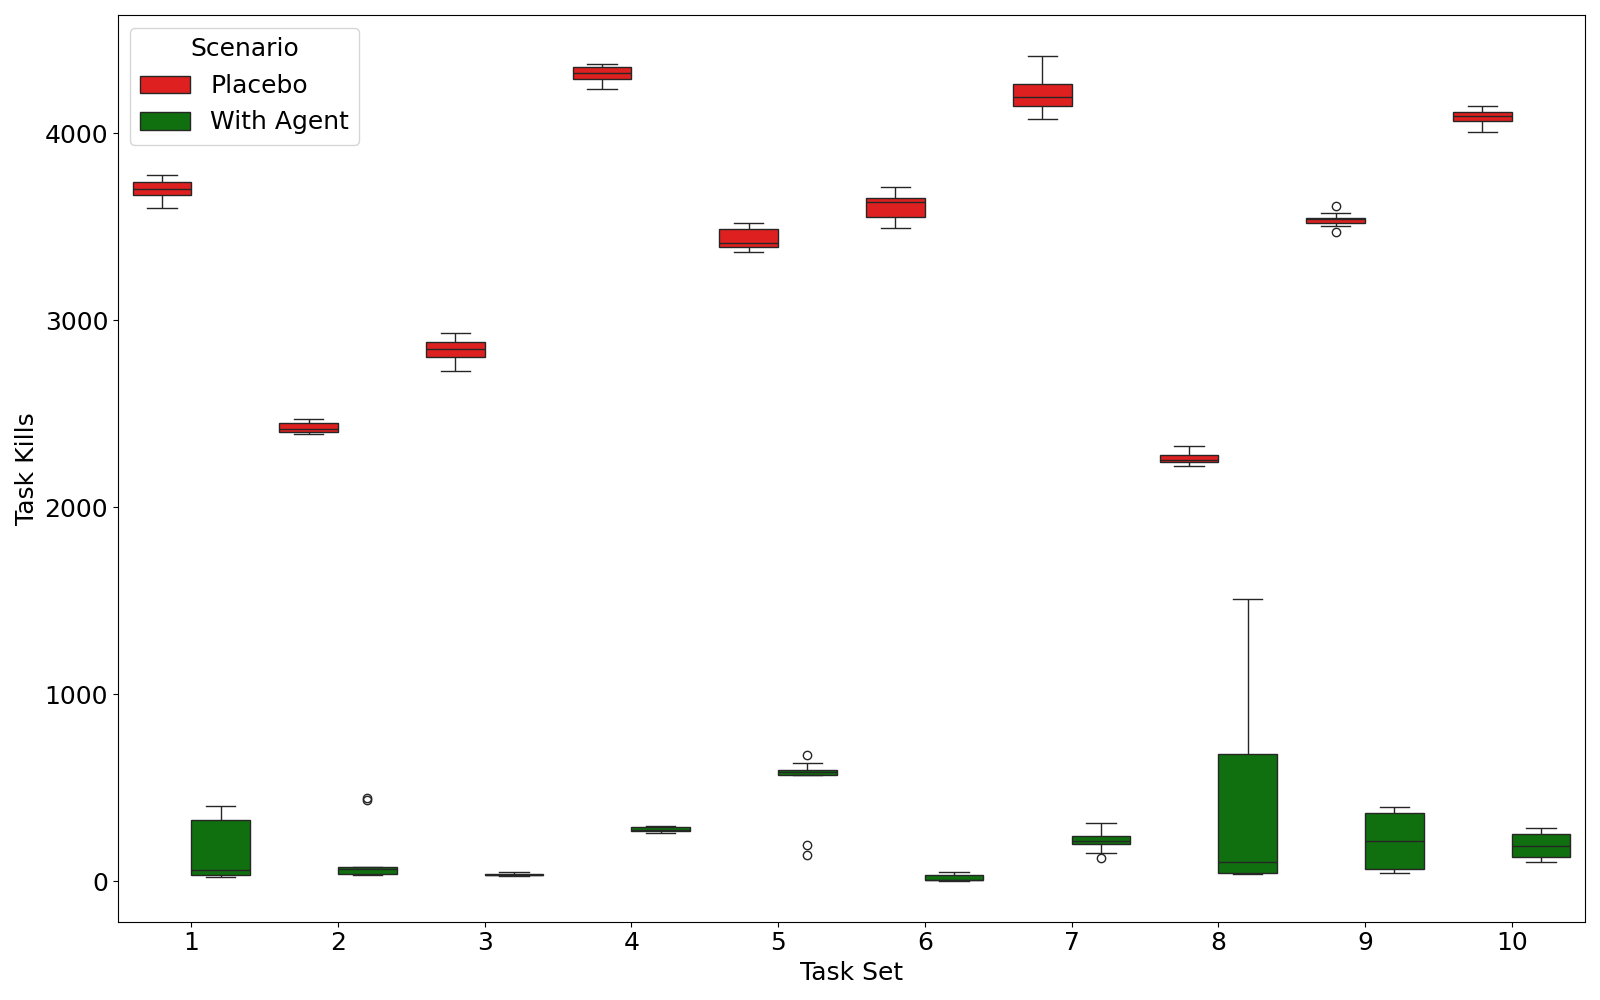 Scenario
Placebo
With Agent
Task Kills
4000
3000
2000
1000
0
1 2 3 4 5 6 7 8 9 10
Task Set